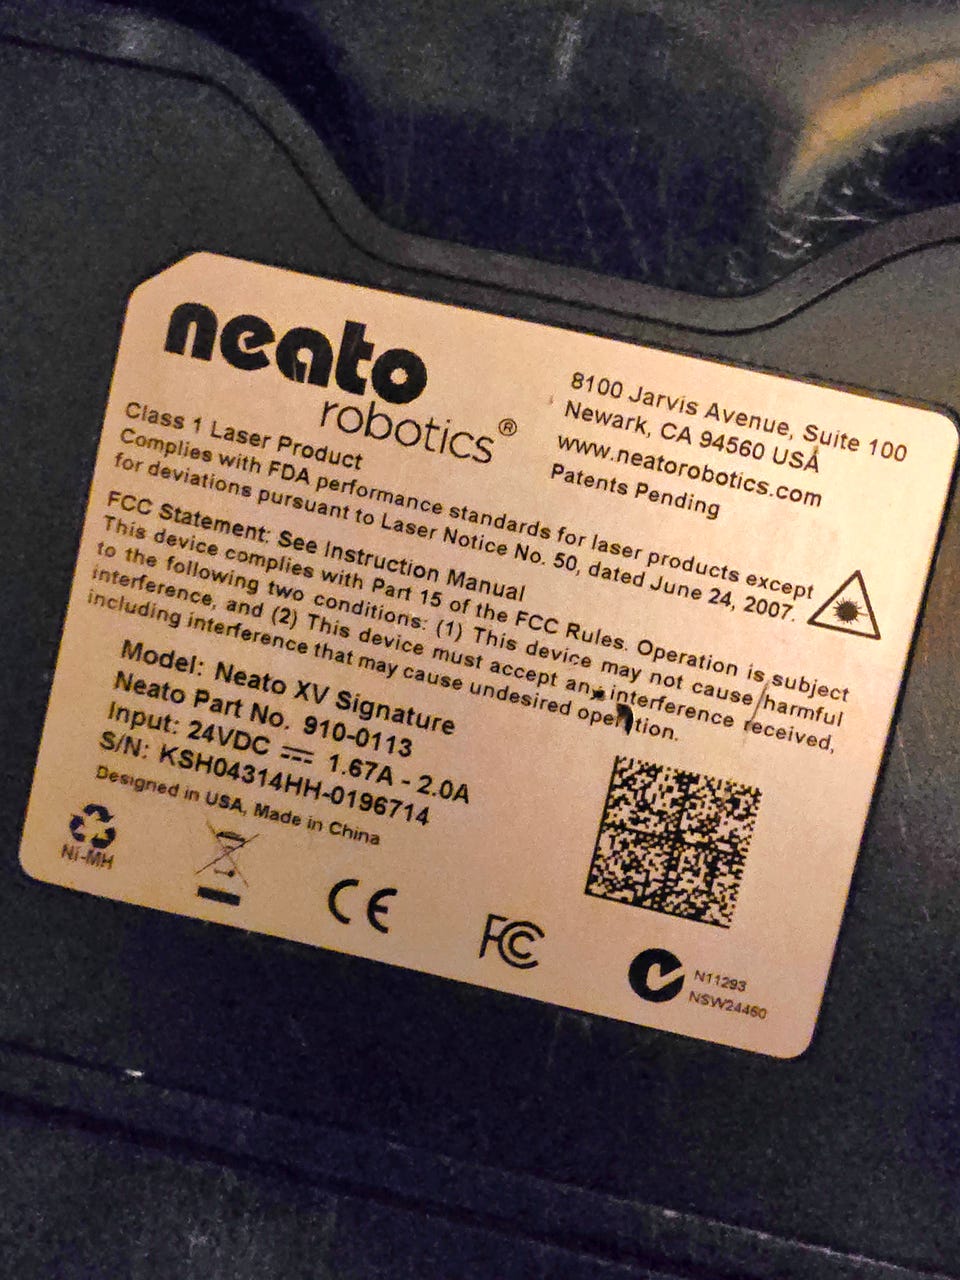 neato
robotics®
8100 Jarvis Avenue, Suite 100
Newark, CA 94560 USA
www.neatorobotics.com
Patents Pending
Class 1 Laser Product
Complies with FDA performance standards for laser products except
for deviations pursuant to Laser Notice No. 50, dated June 24, 2007.
FCC Statement: See Instruction Manual
This device complies with Part 15 of the FCC Rules. Operation is subject
to the following two conditions: (1) This device may not cause harmful
interference, and (2) This device must accept any interference received,
including interference that may cause undesired operation.
Model: Neato XV Signature
Neato Part No. 910-0113
Input: 24VDC ⎓ 1.67A - 2.0A
S/N: KSH04314HH-0196714
Designed in USA, Made in China
Ni-MH
CE
FC
N11293
NSW24460